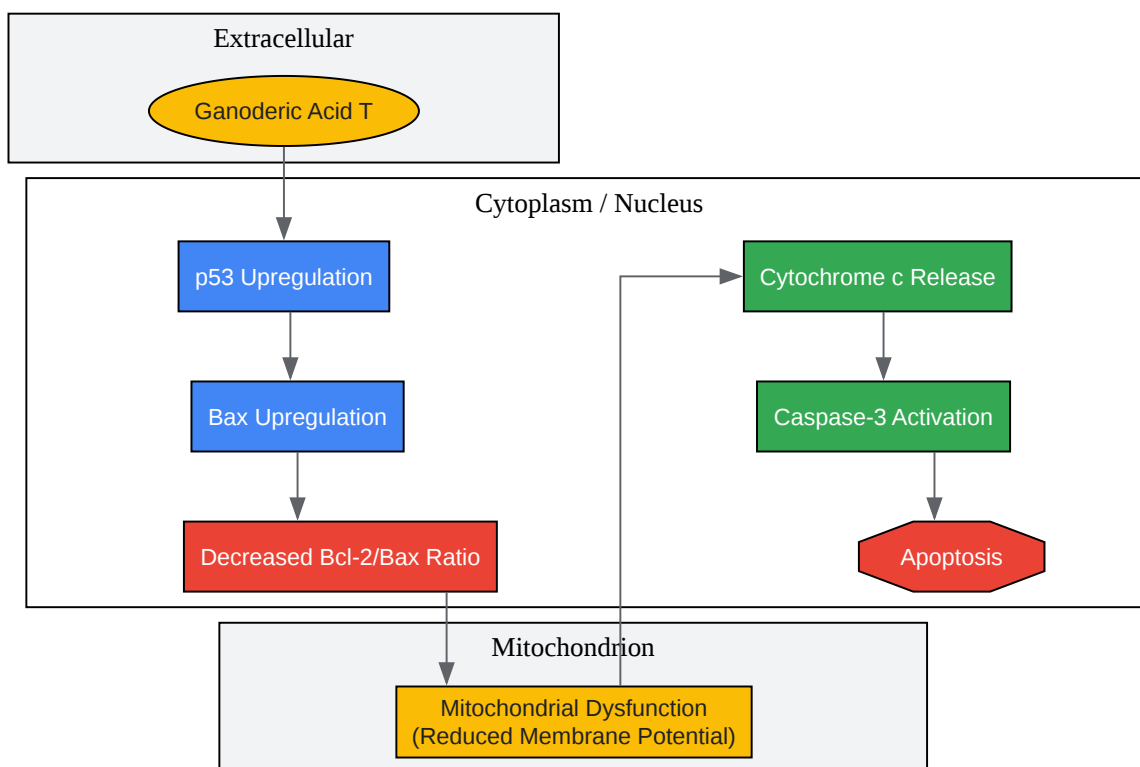 Extracellular
Ganoderic Acid T
Cytoplasm / Nucleus
p53 Upregulation
Bax Upregulation
Decreased Bcl-2/Bax Ratio
Mitochondrion
Mitochondrial Dysfunction
(Reduced Membrane Potential)
Cytochrome c Release
Caspase-3 Activation
Apoptosis